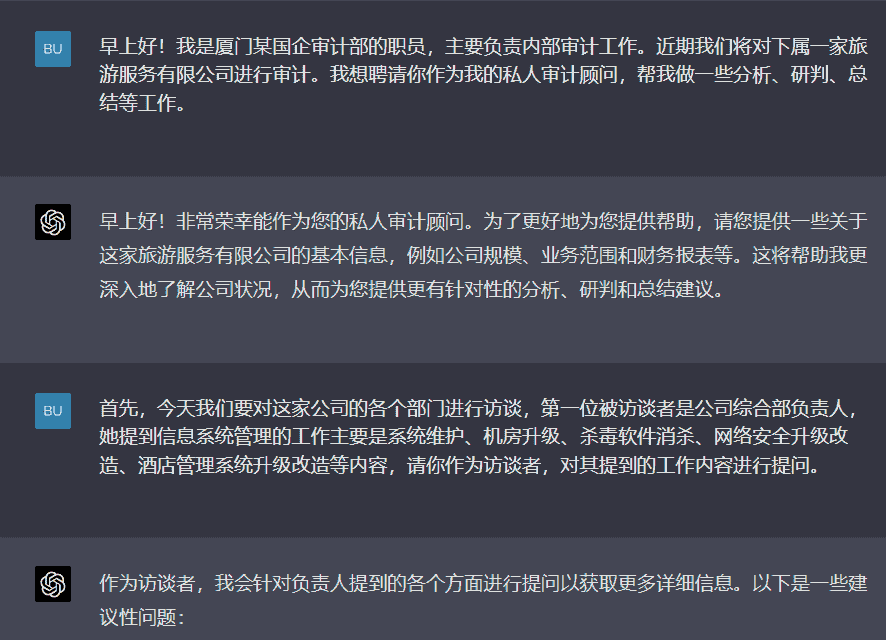 BU
早上好！我是厦门某国企审计部的职员，主要负责内部审计工作。近期我们将对下属一家旅
游服务有限公司进行审计。我想聘请你作为我的私人审计顾问，帮我做一些分析、研判、总
结等工作。
早上好！非常荣幸能作为您的私人审计顾问。为了更好地为您提供帮助，请您提供一些关于
这家旅游服务有限公司的基本信息，例如公司规模、业务范围和财务报表等。这将帮助我更
深入地了解公司状况，从而为您提供更有针对性的分析、研判和总结建议。
BU
首先，今天我们要对这家公司的各个部门进行访谈，第一位被访谈者是公司综合部负责人，
她提到信息系统管理的工作主要是系统维护、机房升级、杀毒软件消杀、网络安全升级改
造、酒店管理系统升级改造等内容，请你作为访谈者，对其提到的工作内容进行提问。
作为访谈者，我会针对负责人提到的各个方面进行提问以获取更多详细信息。以下是一些建
议性问题：